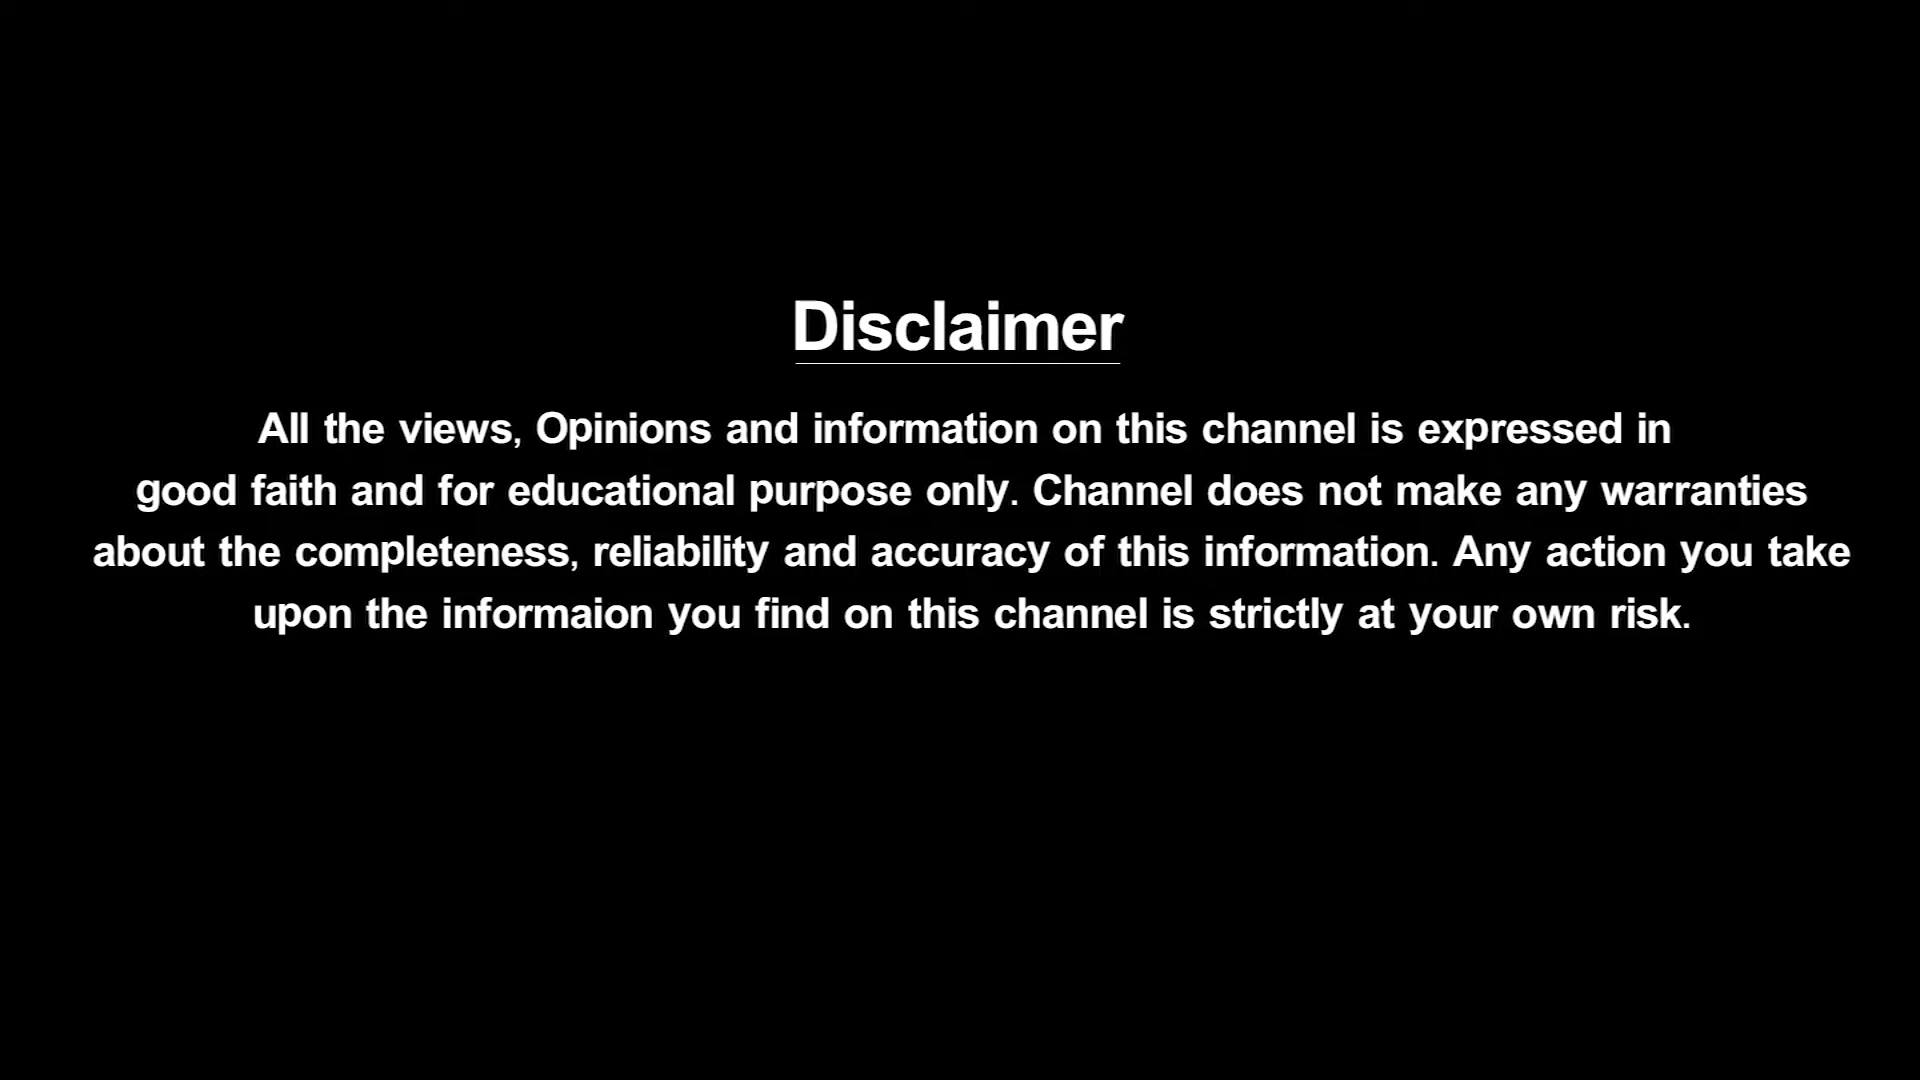 Disclaimer
All the views, Opinions and information on this channel is expressed in
good faith and for educational purpose only. Channel does not make any warranties
about the completeness, reliability and accuracy of this information. Any action you take
upon the informaion you find on this channel is strictly at your own risk.